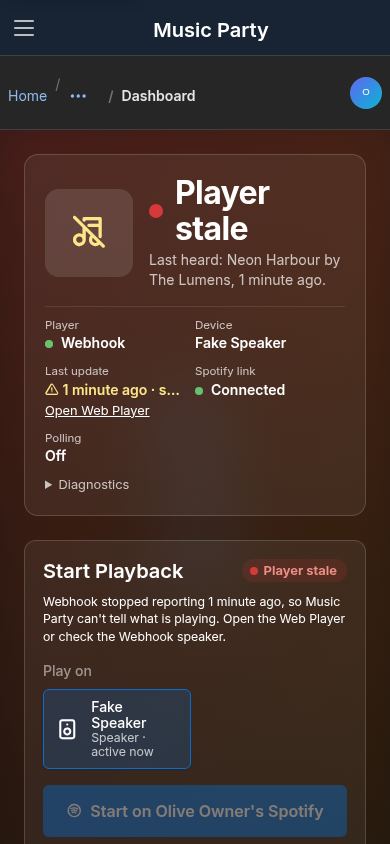 Music Party
Home / ••• / Dashboard
O
Player
stale
Last heard: Neon Harbour by
The Lumens, 1 minute ago.
Player
Webhook
Device
Fake Speaker
Last update
1 minute ago · s...
Open Web Player
Spotify link
Connected
Polling
Off
Diagnostics
Start Playback
Player stale
Webhook stopped reporting 1 minute ago, so Music
Party can't tell what is playing. Open the Web Player
or check the Webhook speaker.
Play on
Fake
Speaker
Speaker ·
active now
Start on Olive Owner's Spotify